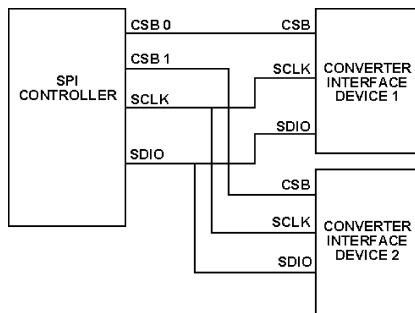 SPI
CONTROLLER
CSB 0
CSB 1
SCLK
SDIO
CSB
SCLK
SDIO
CONVERTER
INTERFACE
DEVICE 1
CSB
SCLK
SDIO
CONVERTER
INTERFACE
DEVICE 2